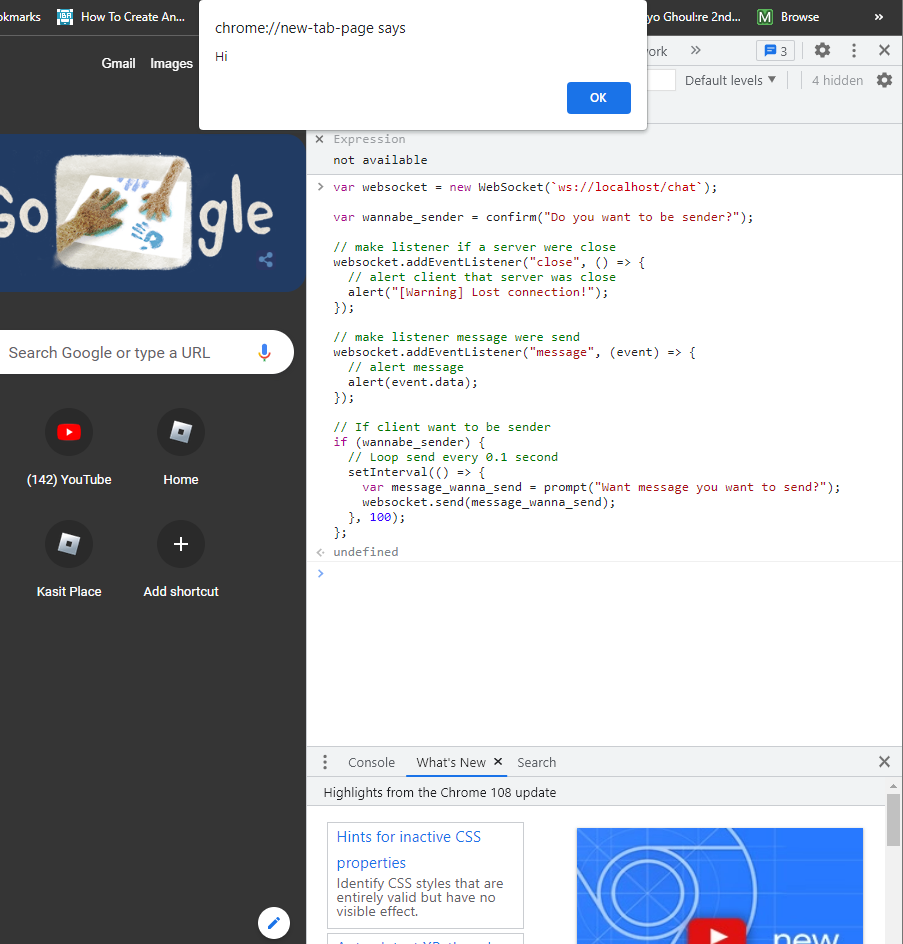 How To Create An...
yo Ghoul:re 2nd...
Browse
»
chrome://new-tab-page says
Hi
OK
Gmail Images
3
Default levels ▼
4 hidden
Expression
not available
Google
Search Google or type a URL
(142) YouTube
Home
Kasit Place
Add shortcut
> var websocket = new WebSocket(`ws://localhost/chat`);
var wannabe_sender = confirm("Do you want to be sender?");
// make listener if a server were close
websocket.addEventListener("close", () => {
// alert client that server was close
alert("[Warning] Lost connection!");
});
// make listener message were send
websocket.addEventListener("message", (event) => {
// alert message
alert(event.data);
});
// If client want to be sender
if (wannabe_sender) {
// Loop send every 0.1 second
setInterval(() => {
var message_wanna_send = prompt("Want message you want to send?");
websocket.send(message_wanna_send);
}, 100);
};
undefined
>
Console What's New Search
Highlights from the Chrome 108 update
Hints for inactive CSS
properties
Identify CSS styles that are
entirely valid but have no
visible effect.
new